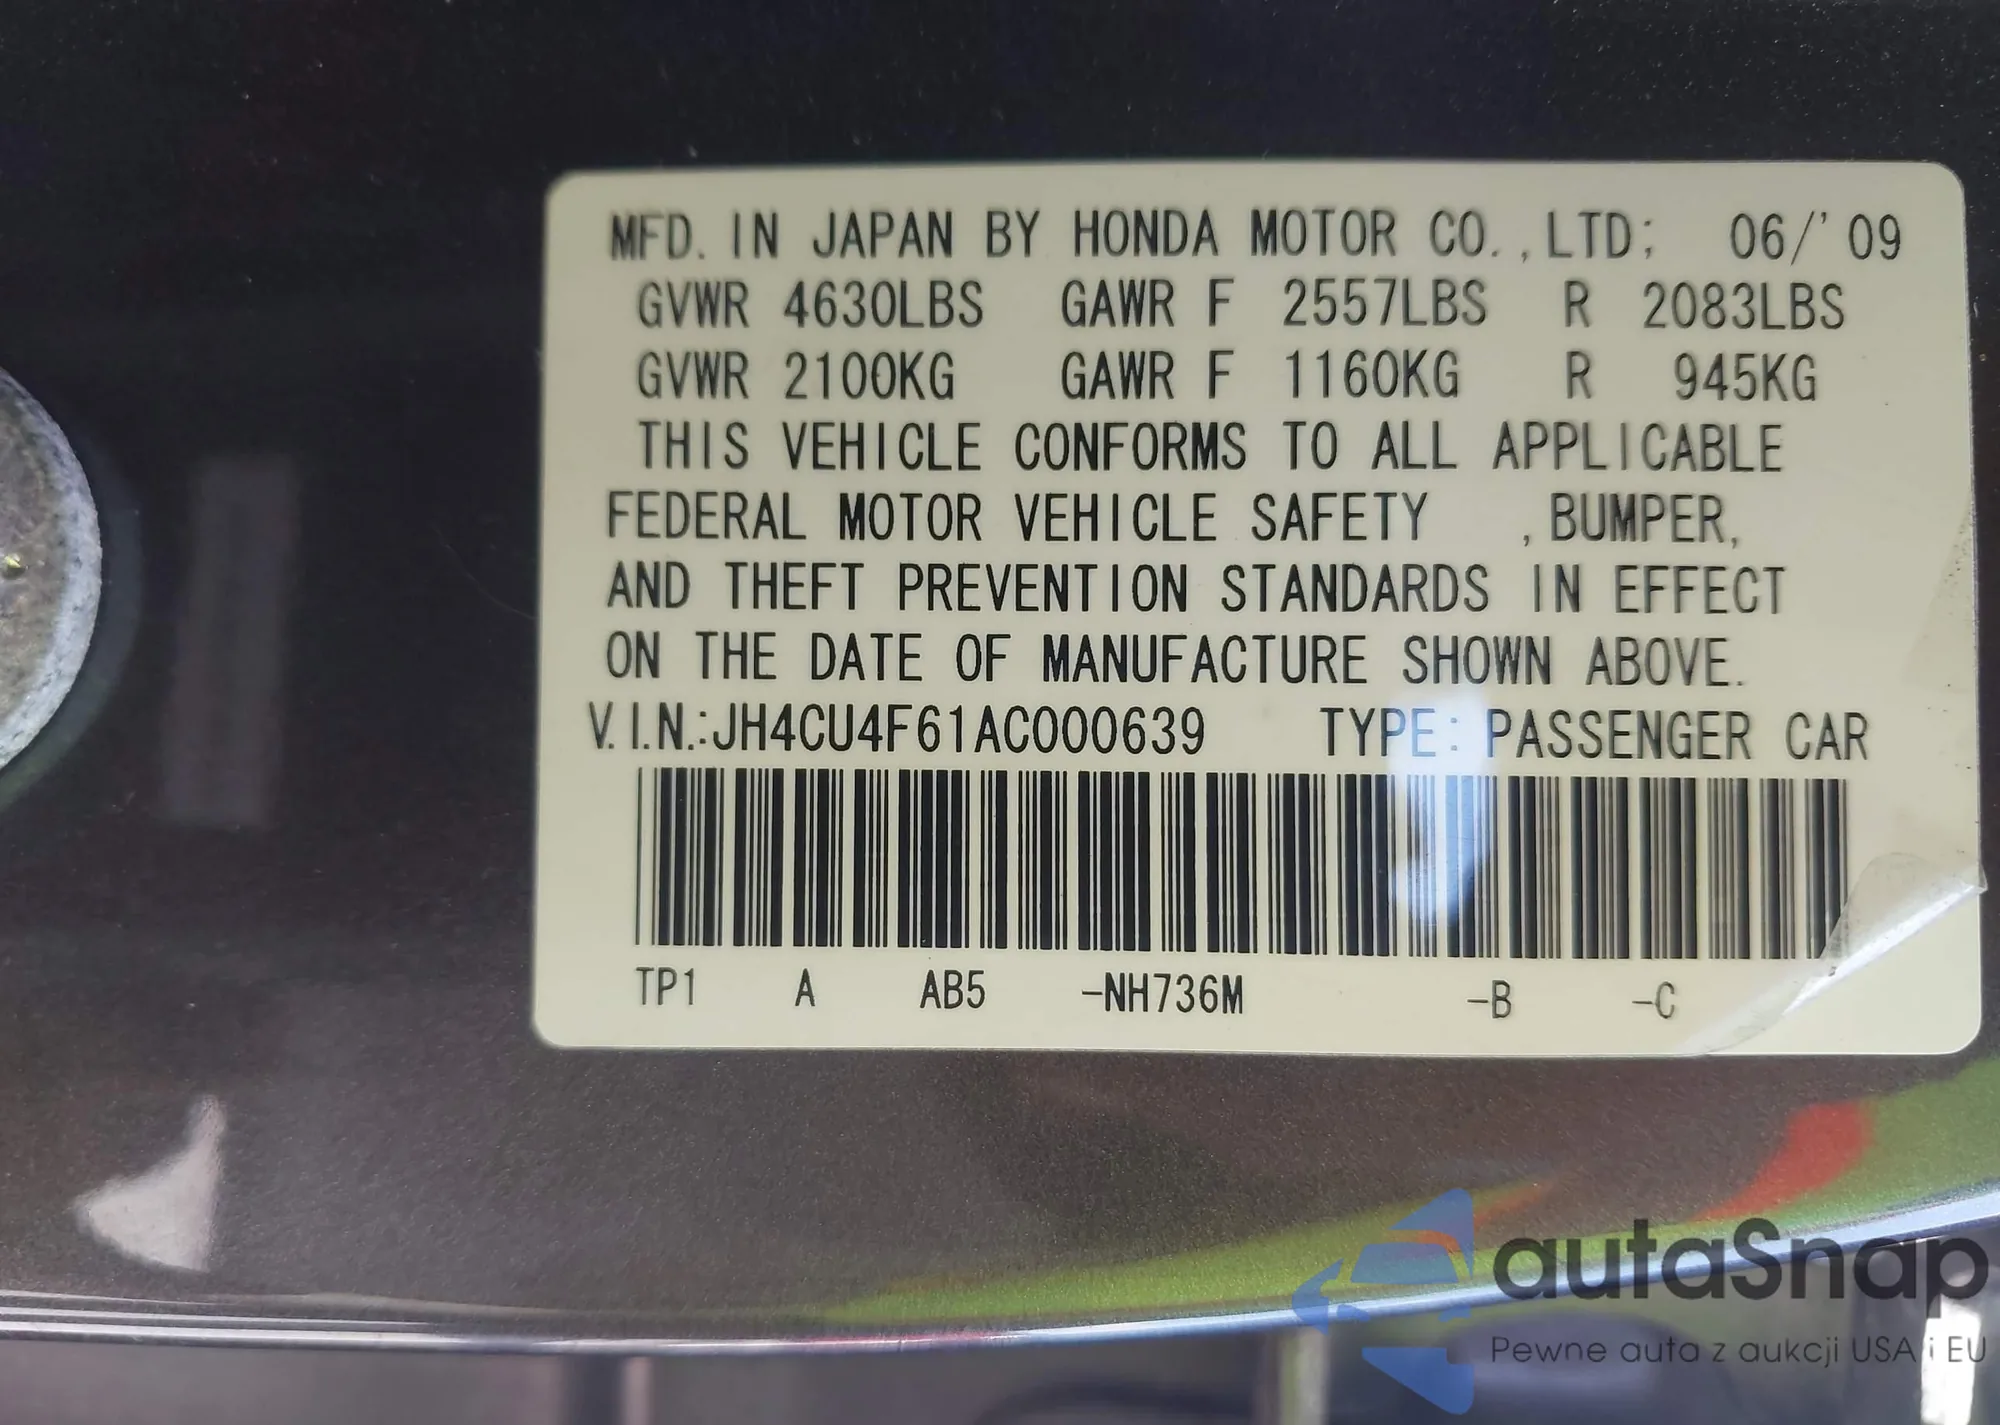 MFD. IN JAPAN BY HONDA MOTOR CO.,LTD; 06/'09
GVWR 4630LBS GAWR F 2557LBS R 2083LBS
GVWR 2100KG GAWR F 1160KG R 945KG
THIS VEHICLE CONFORMS TO ALL APPLICABLE
FEDERAL MOTOR VEHICLE SAFETY ,BUMPER,
AND THEFT PREVENTION STANDARDS IN EFFECT
ON THE DATE OF MANUFACTURE SHOWN ABOVE.
V.I.N.:JH4CU4F61AC000639 TYPE: PASSENGER CAR
TP1 A AB5 -NH736M -B -C
autaSnap
Pewne auta z aukcji USA i EU